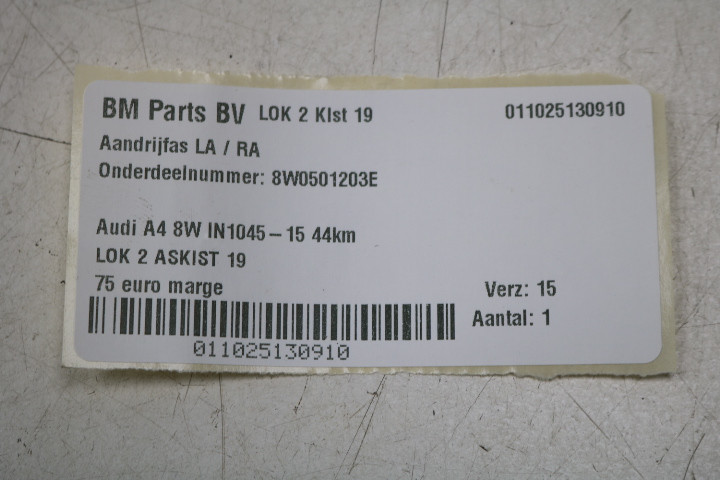 BM Parts BV LOK 2 Klst 19 011025130910
Aandrijfas LA / RA
Onderdeelnummer: 8W0501203E
Audi A4 8W IN1045-15 44km
LOK 2 ASKIST 19
75 euro marge Verz: 15
Aantal: 1
011025130910